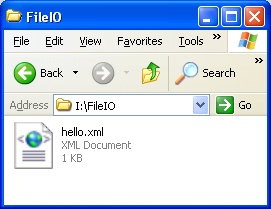 FileIO
File Edit View Favorites Tools »
Back » Search »
Address I:\FileIO Go
hello.xml
XML Document
1 KB